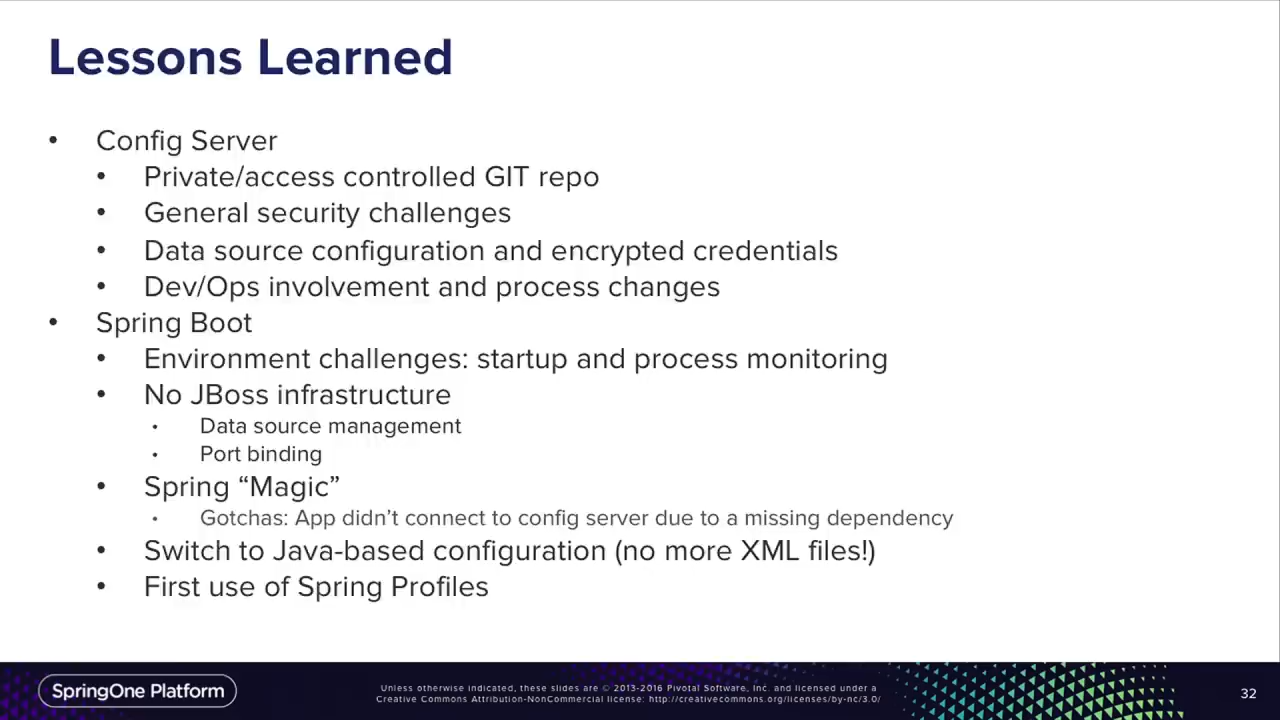 Lessons Learned
• Config Server
• Private/access controlled GIT repo
• General security challenges
• Data source configuration and encrypted credentials
• Dev/Ops involvement and process changes
• Spring Boot
• Environment challenges: startup and process monitoring
• No JBoss infrastructure
• Data source management
• Port binding
• Spring “Magic”
• Gotchas: App didn’t connect to config server due to a missing dependency
• Switch to Java-based configuration (no more XML files!)
• First use of Spring Profiles
SpringOne Platform
Unless otherwise indicated, these slides are © 2013-2016 Pivotal Software, Inc. and licensed under a
Creative Commons Attribution-NonCommercial license: http://creativecommons.org/licenses/by-nc/3.0/
32